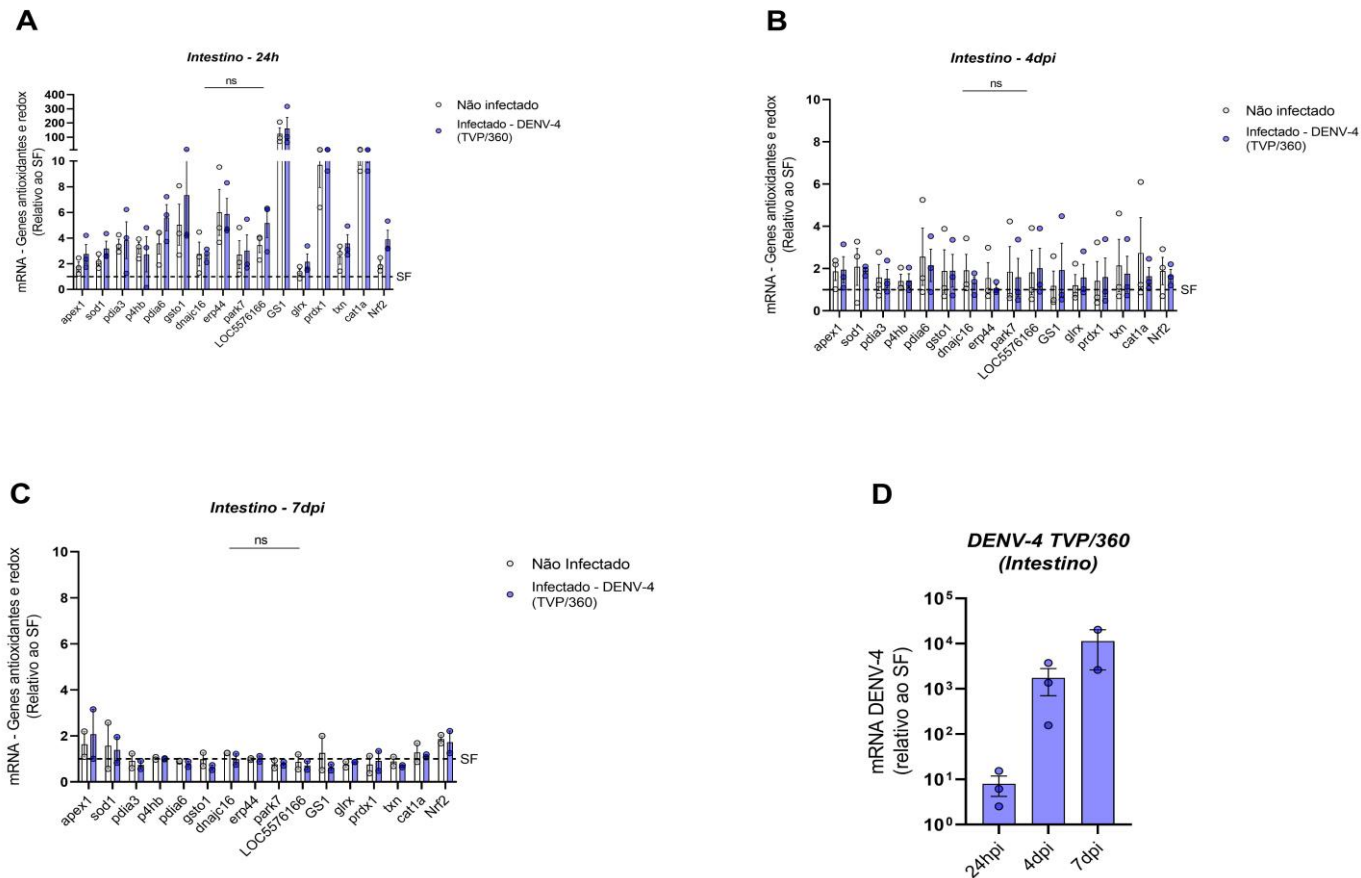 A
Intestino - 24h
ns
mRNA - Genes antioxidantes e redox
(Relativo ao SF)
400
300
200
100
10
8
6
4
2
0
SF
apex1
sod1
pdia3
p4hb
pdia6
gsto1
dnajc16
erp44
park7
LOC5576166
GS1
glrx
prdx1
txn
cat1a
Nrf2
Não infectado
Infectado - DENV-4
(TVP/360)
B
Intestino - 4dpi
ns
mRNA - Genes antioxidantes e redox
(Relativo ao SF)
10
8
6
4
2
0
SF
apex1
sod1
pdia3
p4hb
pdia6
gsto1
dnajc16
erp44
park7
LOC5576166
GS1
glrx
prdx1
txn
cat1a
Nrf2
Não infectado
Infectado - DENV-4
(TVP/360)
C
Intestino - 7dpi
ns
mRNA - Genes antioxidantes e redox
(Relativo ao SF)
10
8
6
4
2
0
SF
apex1
sod1
pdia3
p4hb
pdia6
gsto1
dnajc16
erp44
park7
LOC5576166
GS1
glrx
prdx1
txn
cat1a
Nrf2
Não Infectado
Infectado - DENV-4
(TVP/360)
D
DENV-4 TVP/360
(Intestino)
mRNA DENV-4
(relativo ao SF)
10⁵
10⁴
10³
10²
10¹
10⁰
24hpi
4dpi
7dpi